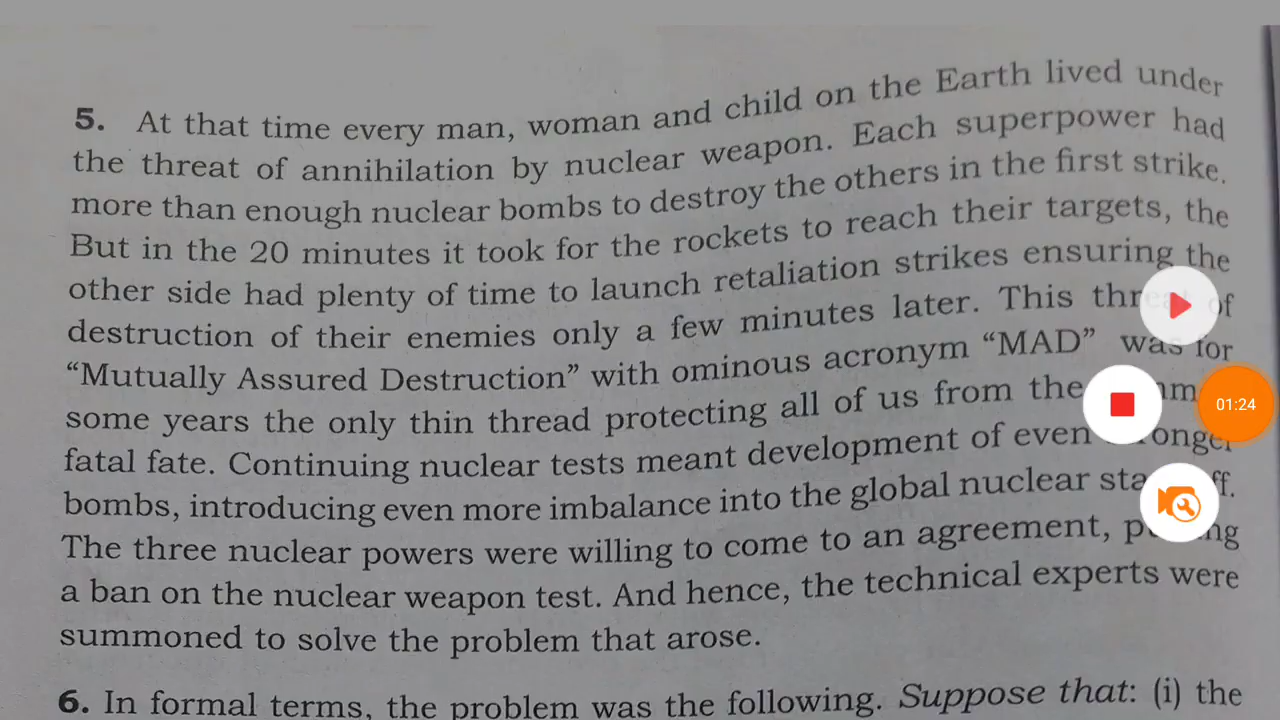 5. At that time every man, woman and child on the Earth lived under
the threat of annihilation by nuclear weapon. Each superpower had
more than enough nuclear bombs to destroy the others in the first strike.
But in the 20 minutes it took for the rockets to reach their targets, the
other side had plenty of time to launch retaliation strikes ensuring the
destruction of their enemies only a few minutes later. This threat of
“Mutually Assured Destruction” with ominous acronym “MAD” was for
some years the only thin thread protecting all of us from the
fatal fate. Continuing nuclear tests meant development of even stronger
bombs, introducing even more imbalance into the global nuclear
The three nuclear powers were willing to come to an agreement,
a ban on the nuclear weapon test. And hence, the technical experts were
summoned to solve the problem that arose.
6. In formal terms, the problem was the following. Suppose that: (i) the
01:24